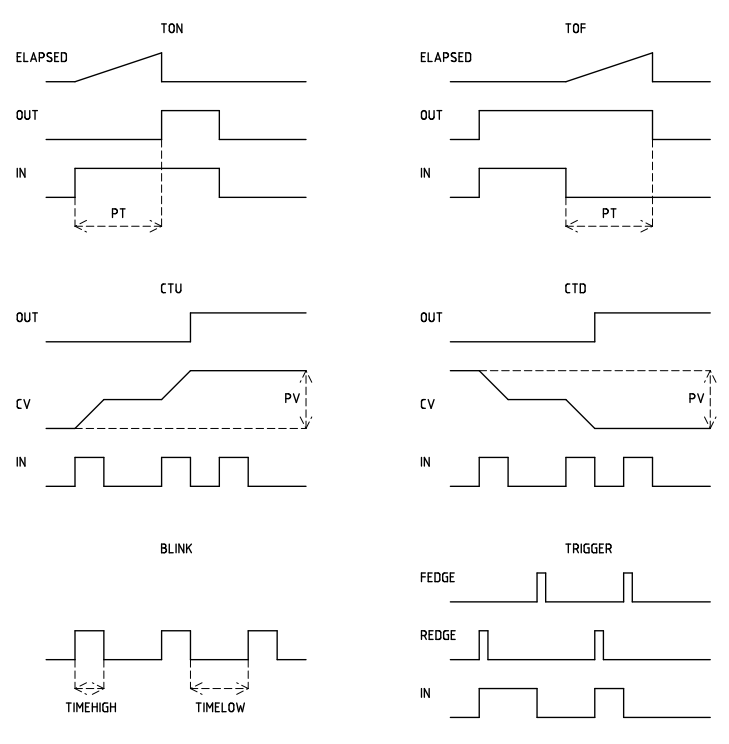 TON
ELAPSED
OUT
IN
PT
TOF
ELAPSED
OUT
IN
PT
CTU
OUT
CV
PV
IN
CTD
OUT
CV
PV
IN
BLINK
TIMEHIGH
TIMELOW
TRIGGER
FEDGE
REDGE
IN